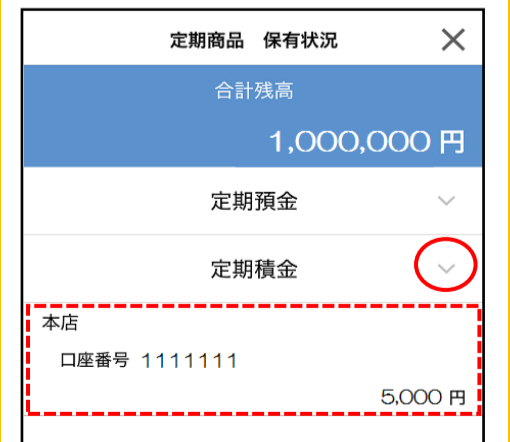 定期商品　保有状況
合計残高
1,000,000 円
定期預金
定期積金
本店
口座番号 1111111
5,000 円